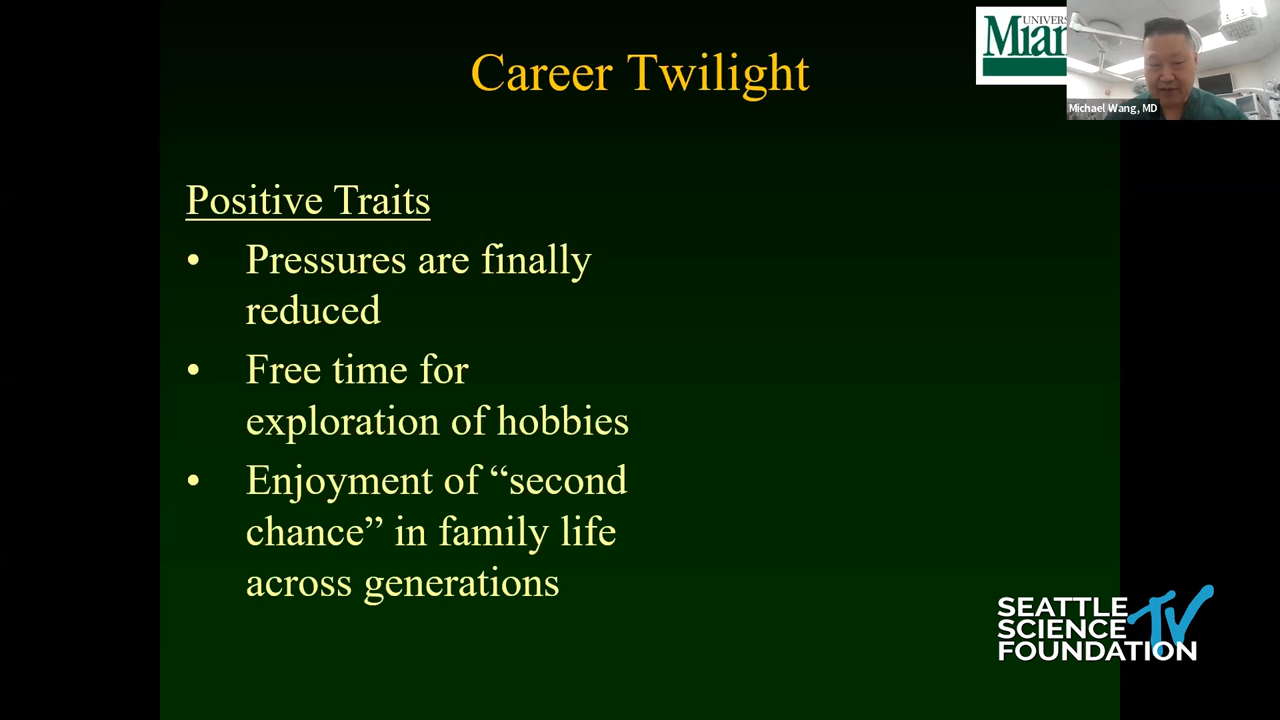 Career Twilight
UNIVERS
Miar
Michael Wang, MD
Positive Traits
• Pressures are finally
reduced
• Free time for
exploration of hobbies
• Enjoyment of “second
chance” in family life
across generations
SEATTLE
SCIENCE TV
FOUNDATION